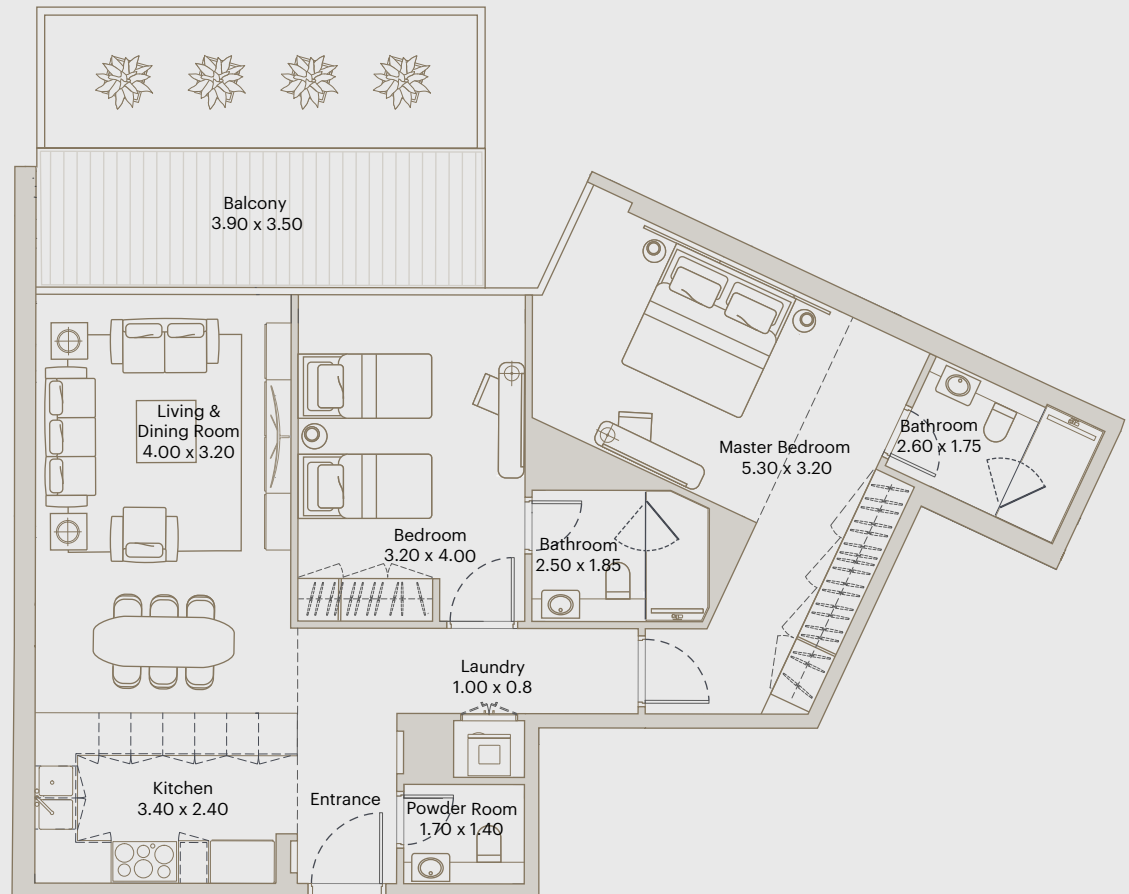 Balcony
3.90 x 3.50
Living &
Dining Room
4.00 x 3.20
Master Bedroom
5.30 x 3.20
Bathroom
2.60 x 1.75
Bedroom
3.20 x 4.00
Bathroom
2.50 x 1.85
Laundry
1.00 x 0.8
Kitchen
3.40 x 2.40
Entrance
Powder Room
1.70 x 1.40